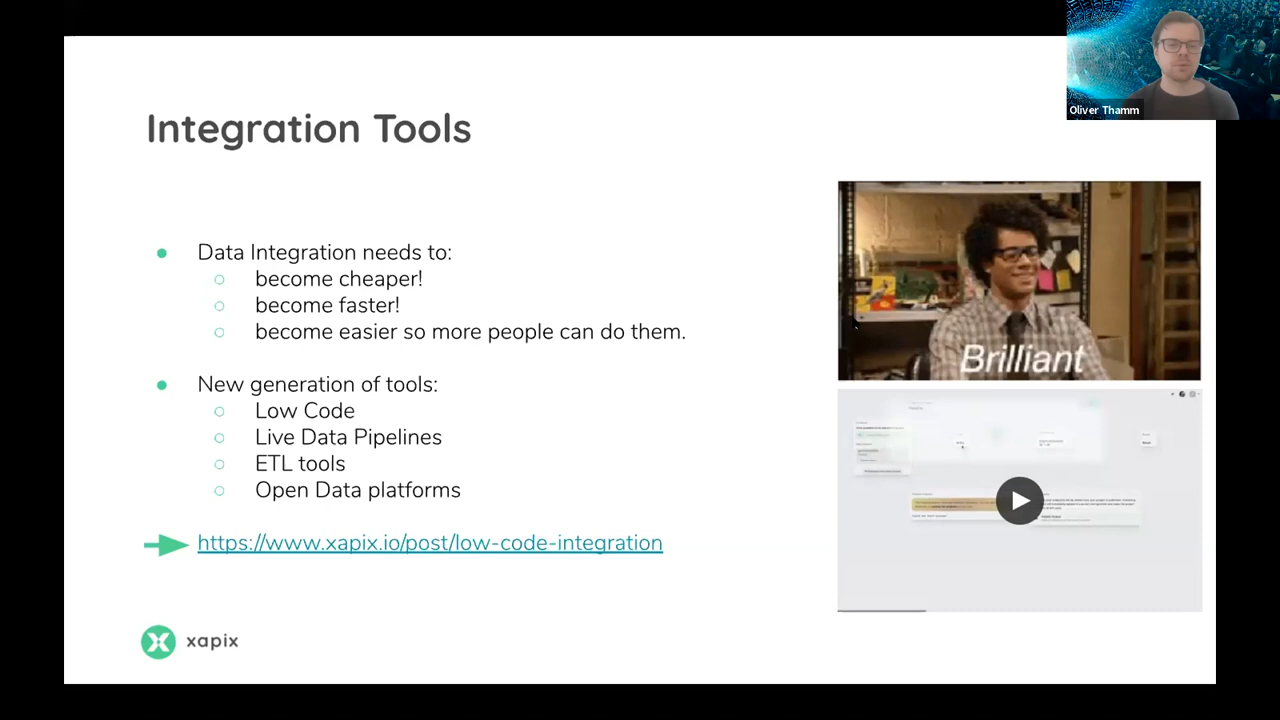 Oliver Thamm
Integration Tools
Data Integration needs to:
become cheaper!
become faster!
become easier so more people can do them.
New generation of tools:
Low Code
Live Data Pipelines
ETL tools
Open Data platforms
https://www.xapix.io/post/low-code-integration
xapix
Brilliant